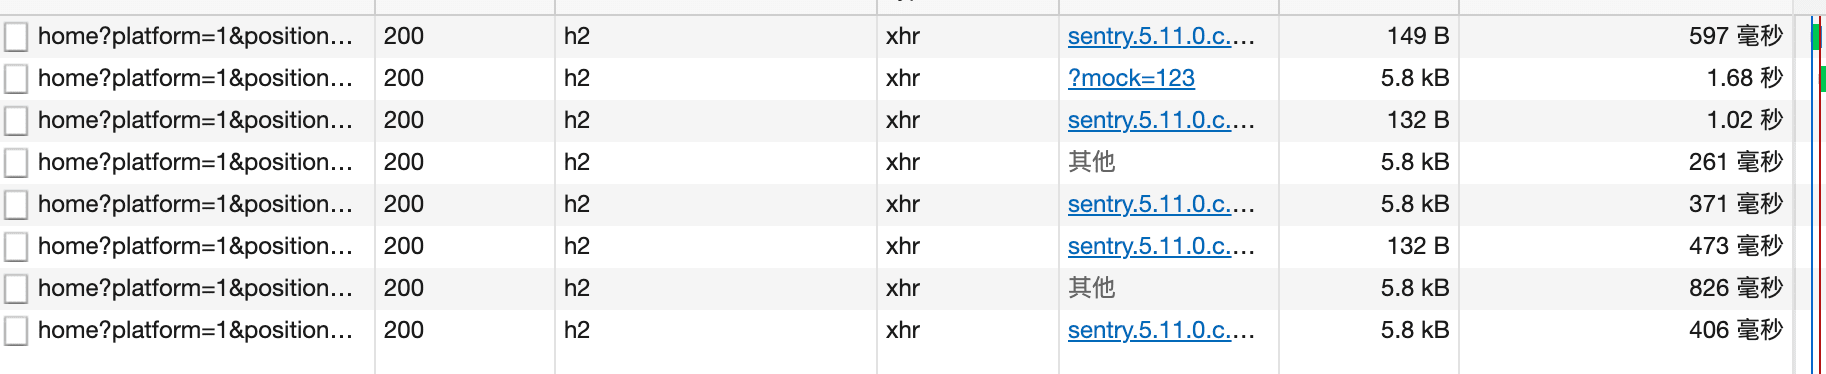 home?platform=1&position... 200 h2 xhr sentry.5.11.0.c.... 149 B 597 毫秒
home?platform=1&position... 200 h2 xhr ?mock=123 5.8 kB 1.68 秒
home?platform=1&position... 200 h2 xhr sentry.5.11.0.c.... 132 B 1.02 秒
home?platform=1&position... 200 h2 xhr 其他 5.8 kB 261 毫秒
home?platform=1&position... 200 h2 xhr sentry.5.11.0.c.... 5.8 kB 371 毫秒
home?platform=1&position... 200 h2 xhr sentry.5.11.0.c.... 132 B 473 毫秒
home?platform=1&position... 200 h2 xhr 其他 5.8 kB 826 毫秒
home?platform=1&position... 200 h2 xhr sentry.5.11.0.c.... 5.8 kB 406 毫秒